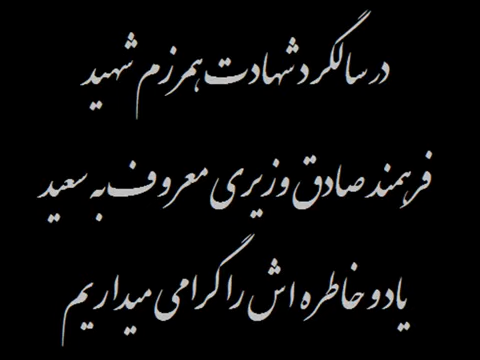 در سالگرد شهادت همرزم شهید
فرهمند صادق وزیری معروف به سعید
یاد و خاطره اش را گرامی میداریم